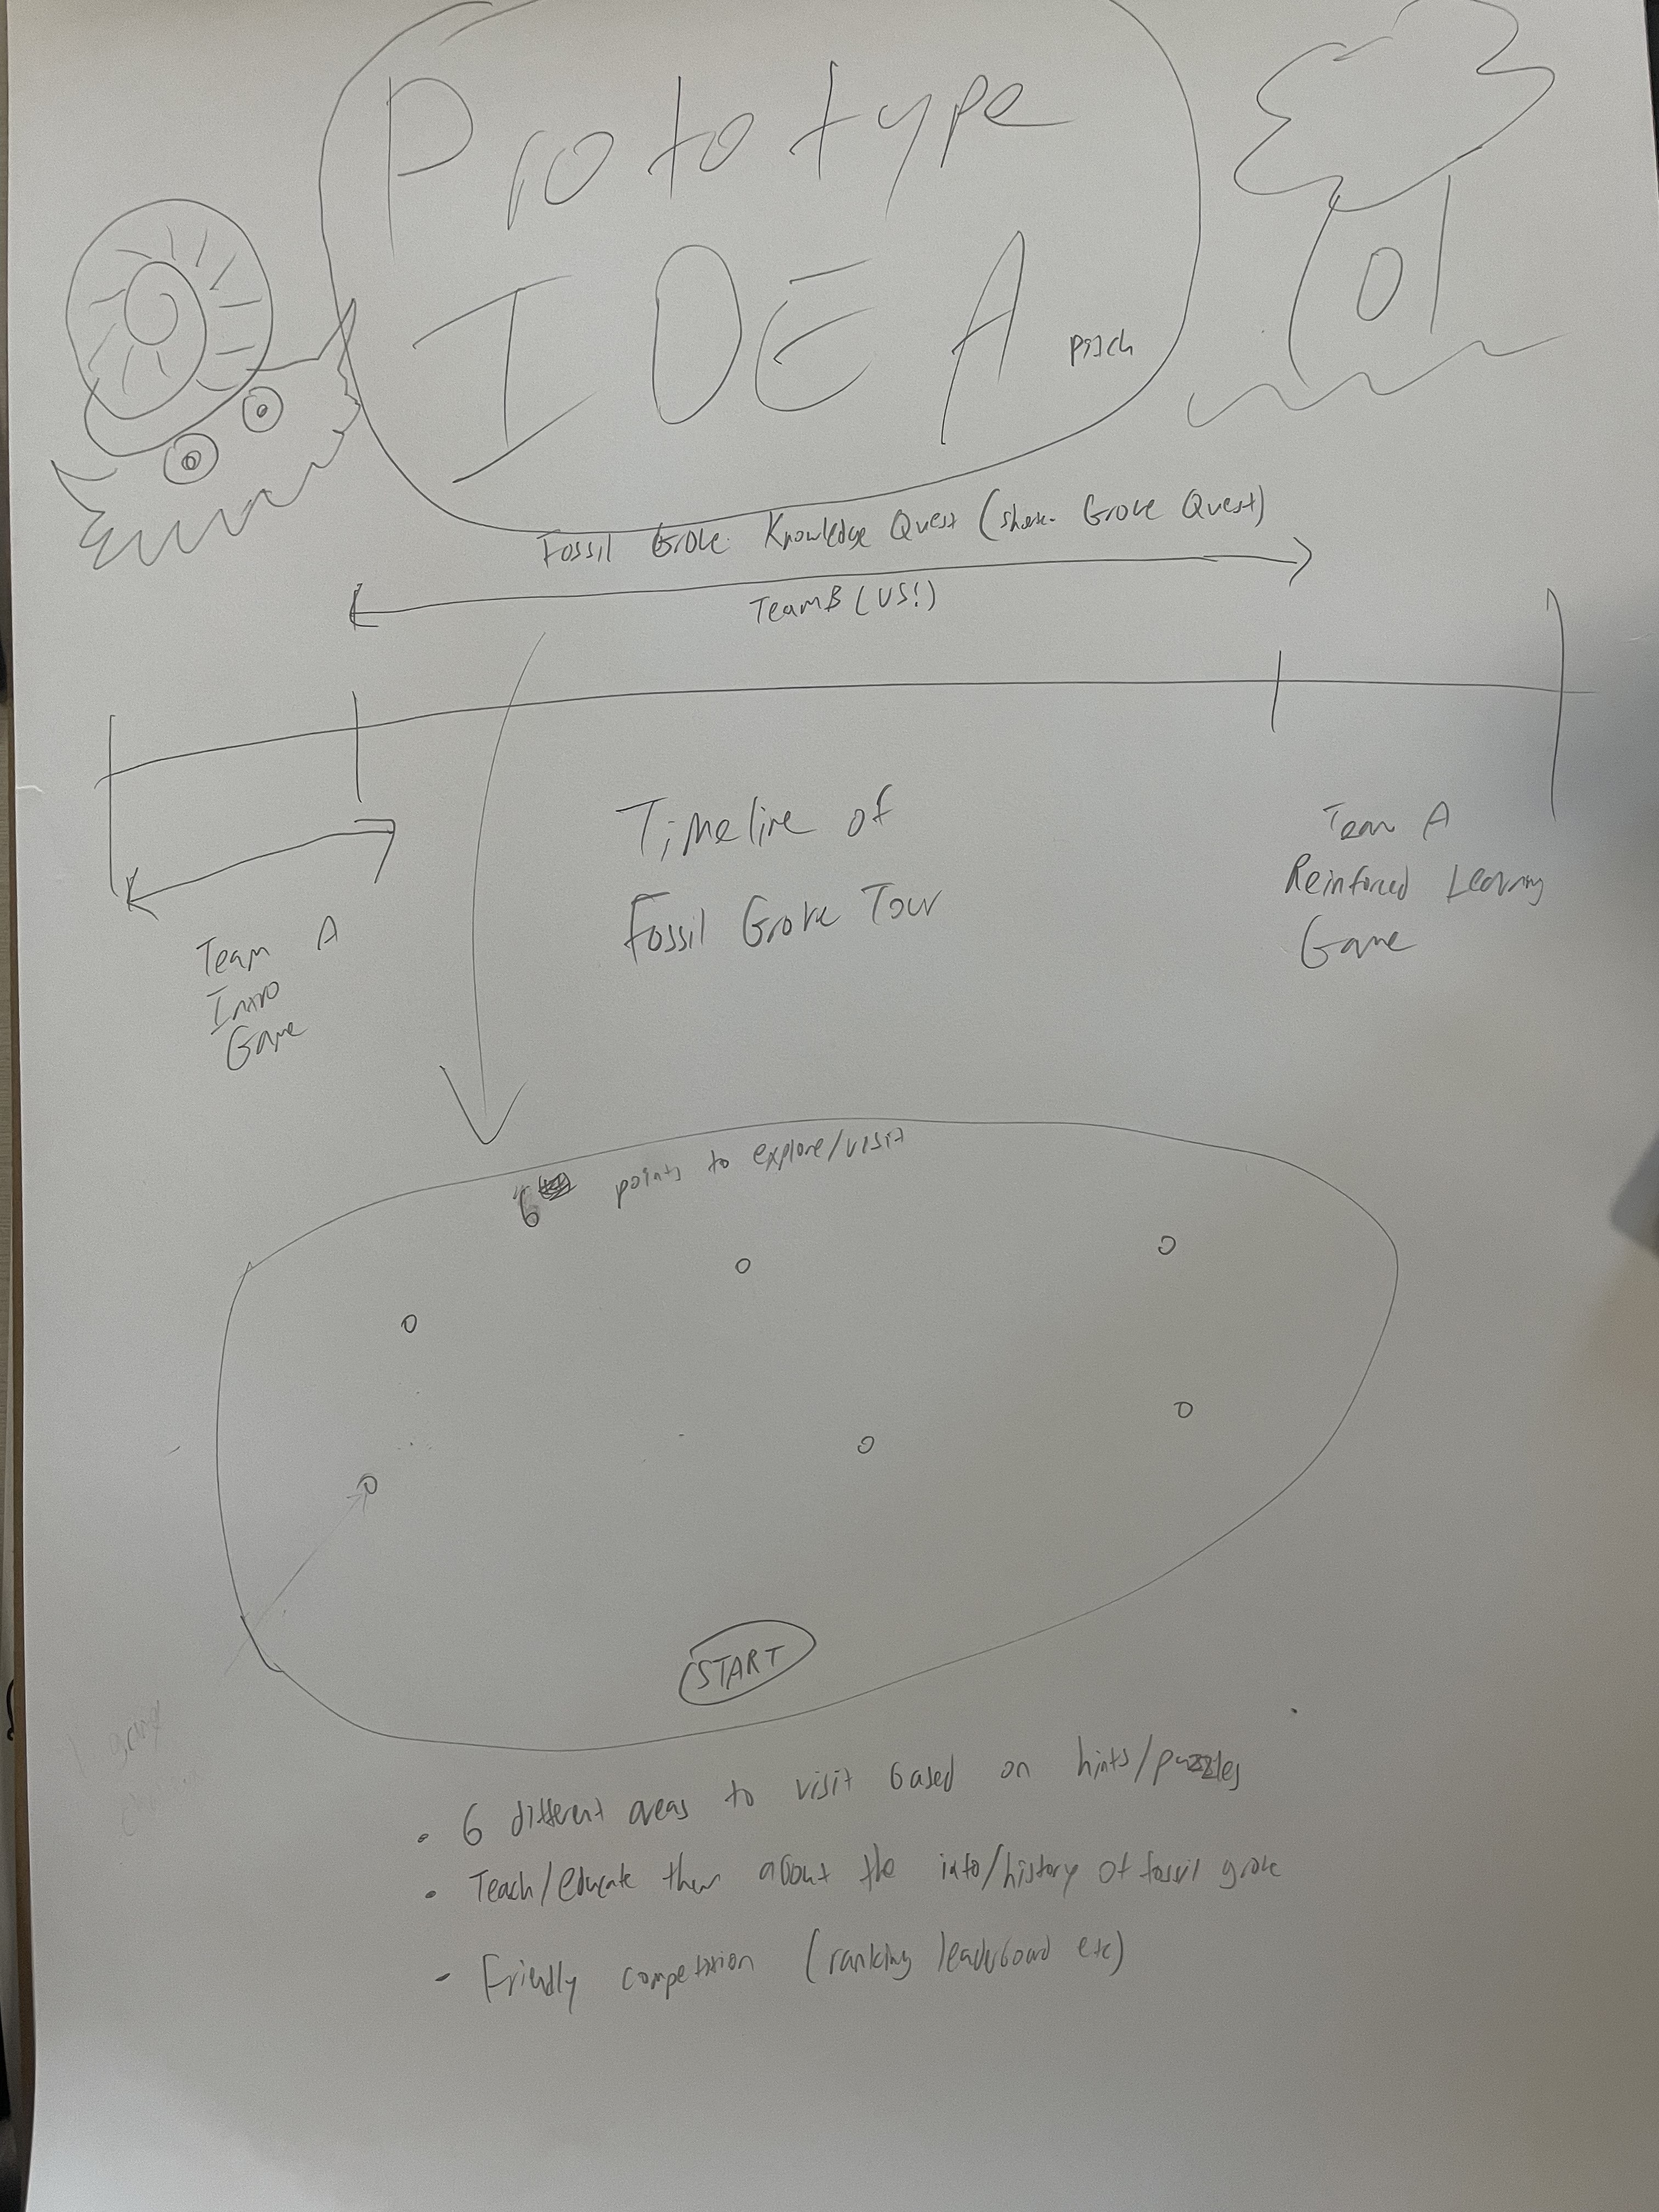 Prototype
IDEA
pitch
Fossil Grove Knowledge Quest (short- Grove Quest)
Team B (US!)
Timeline of
Fossil Grove Tour
Team A
Intro
Game
Team A
Reinforced Learning
Game
6 points to explore/visit
START
• 6 different areas to visit based on hints/puzzles
• Teach/educate them about the info/history of fossil grove
- Friendly competition (ranking leaderboard etc)